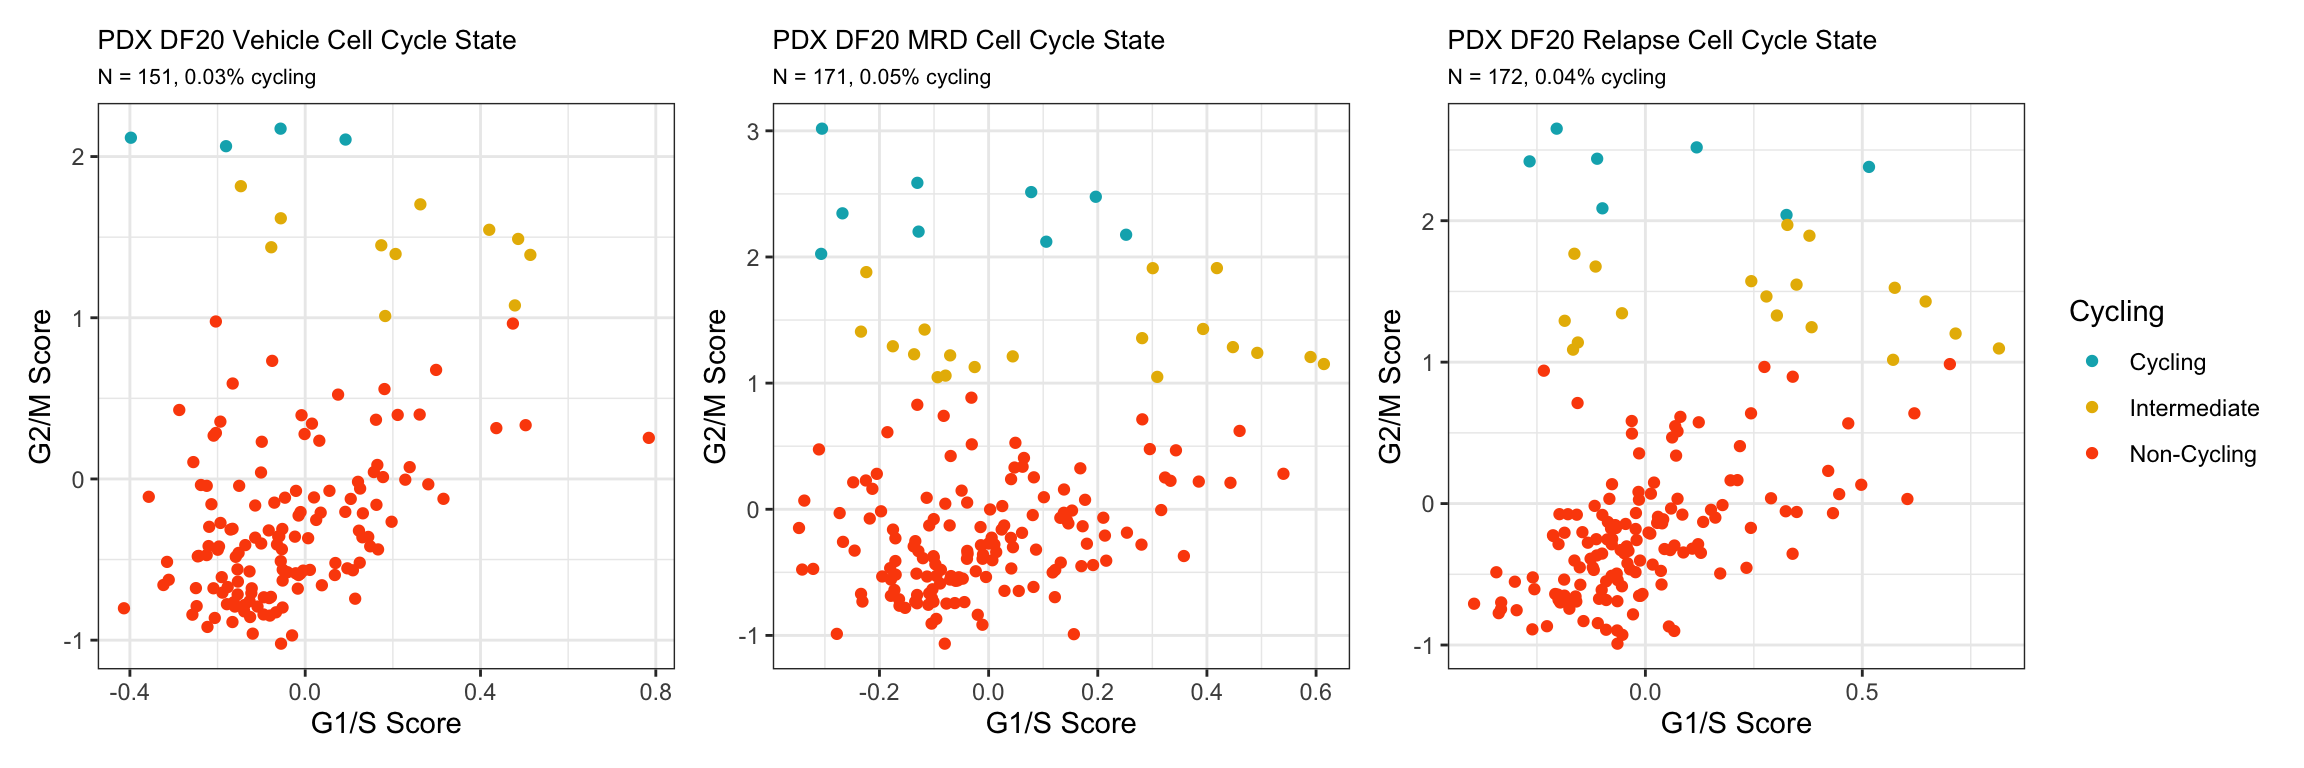 PDX DF20 Vehicle Cell Cycle State
N = 151, 0.03% cycling
G2/M Score
2
1
0
-1
-0.4
0.0
0.4
0.8
G1/S Score
PDX DF20 MRD Cell Cycle State
N = 171, 0.05% cycling
G2/M Score
3
2
1
0
-1
-0.2
0.0
0.2
0.4
0.6
G1/S Score
PDX DF20 Relapse Cell Cycle State
N = 172, 0.04% cycling
G2/M Score
2
1
0
-1
0.0
0.5
G1/S Score
Cycling
Cycling
Intermediate
Non-Cycling